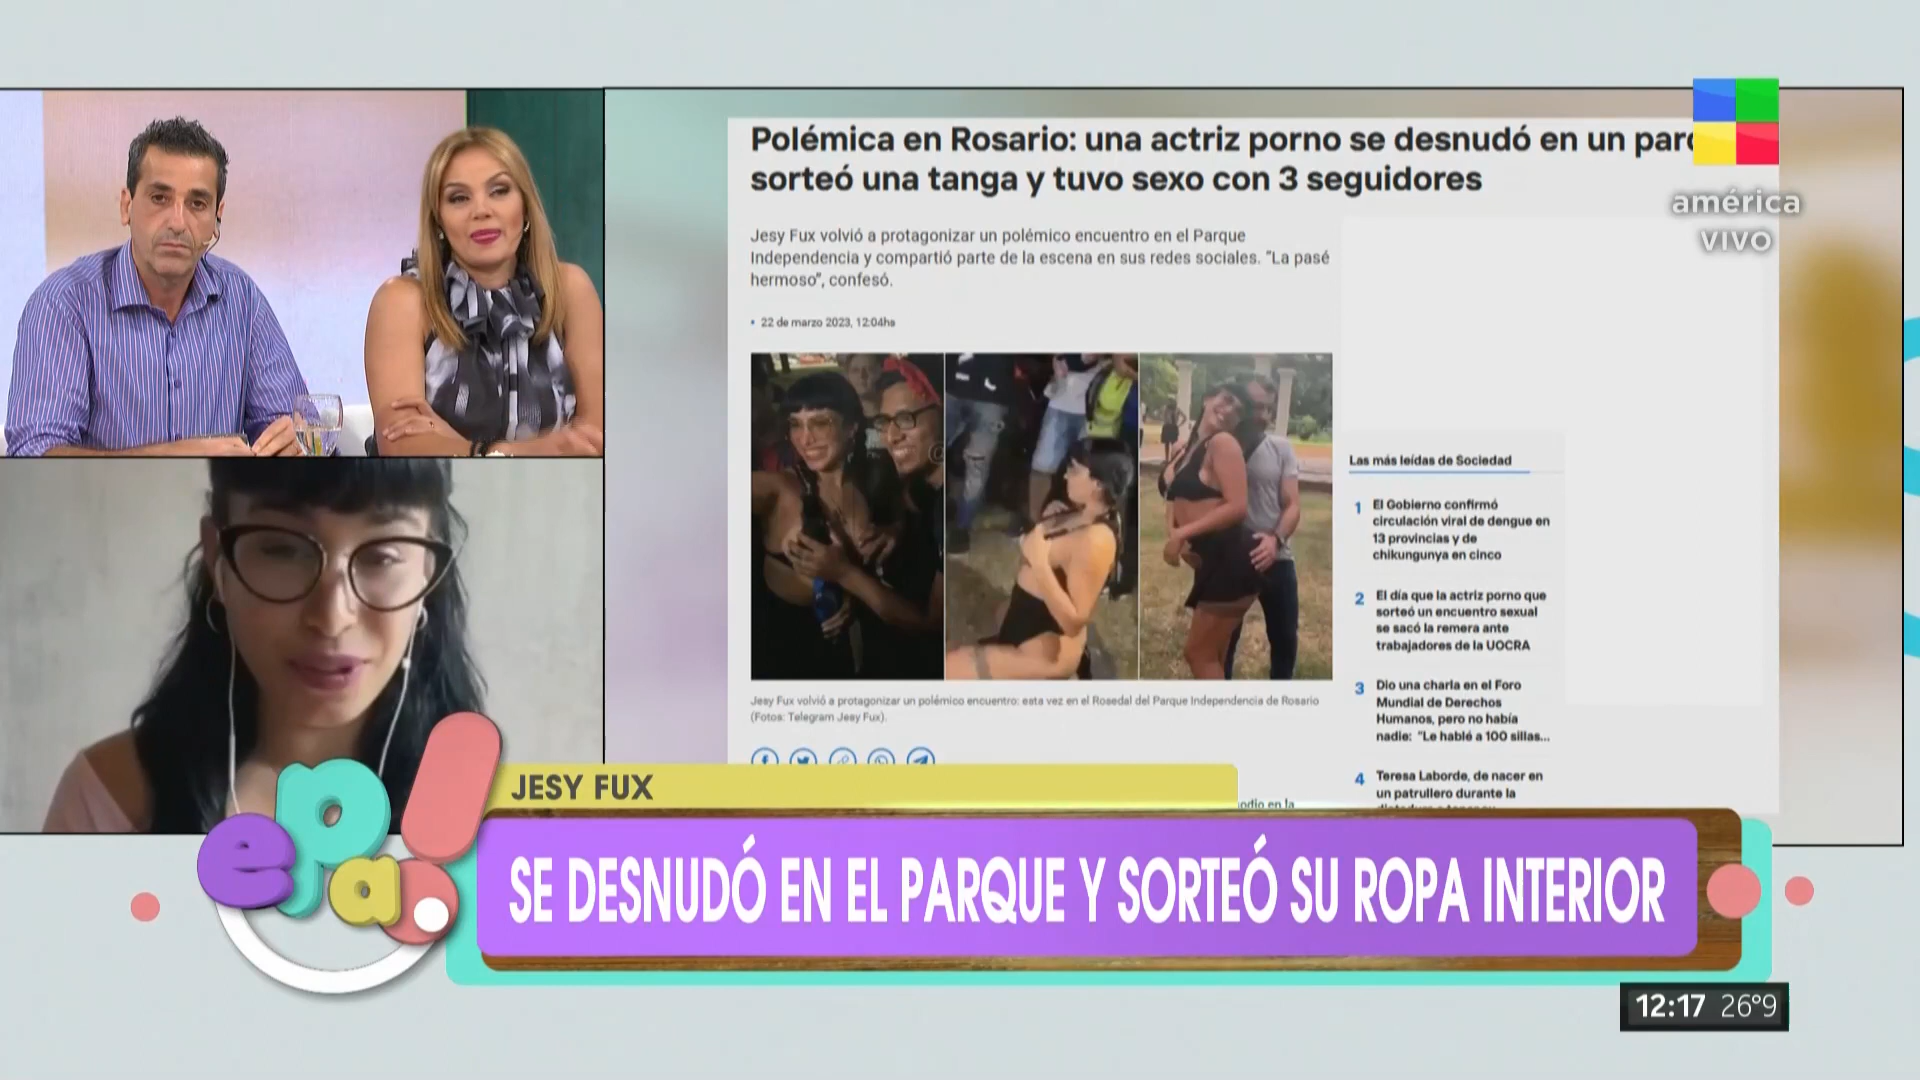 Polémica en Rosario: una actriz porno se desnudó en un parq
sorteó una tanga y tuvo sexo con 3 seguidores
américa
VIVO
Jesy Fux volvió a protagonizar un polémico encuentro en el Parque
Independencia y compartió parte de la escena en sus redes sociales. "La pasé
hermoso", confesó.
• 22 de marzo 2023, 12:04hs
Las más leídas de Sociedad
1 El Gobierno confirmó
circulación viral de dengue en
13 provincias y de
chikungunya en cinco
2 El día que la actriz porno que
sorteó un encuentro sexual
se sacó la remera ante
trabajadores de la UOCRA
3 Dio una charla en el Foro
Mundial de Derechos
Humanos, pero no había
nadie: "Le hablé a 100 sillas...
4 Teresa Laborde, de nacer en
un patrullero durante la
Jesy Fux volvió a protagonizar un polémico encuentro: esta vez en el Rosedal del Parque Independencia de Rosario
(Fotos: Telegram Jesy Fux).
en la
epa!
JESY FUX
SE DESNUDÓ EN EL PARQUE Y SORTEÓ SU ROPA INTERIOR
12:17 26°9